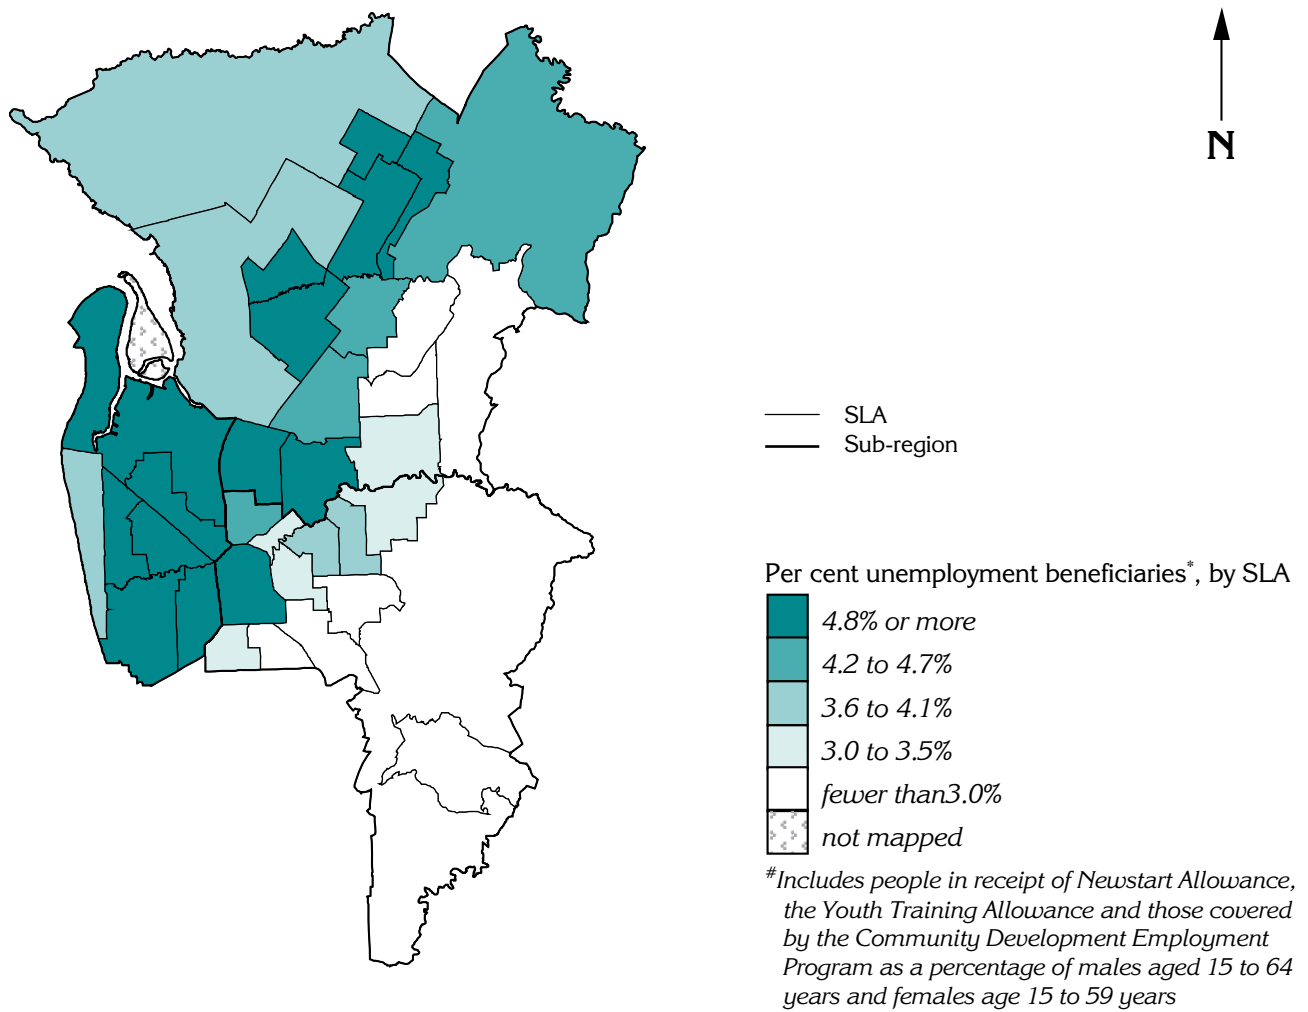 N
SLA
Sub-region
Per cent unemployment beneficiaries*, by SLA
4.8% or more
4.2 to 4.7%
3.6 to 4.1%
3.0 to 3.5%
fewer than3.0%
not mapped
#Includes people in receipt of Newstart Allowance,
the Youth Training Allowance and those covered
by the Community Development Employment
Program as a percentage of males aged 15 to 64
years and females age 15 to 59 years